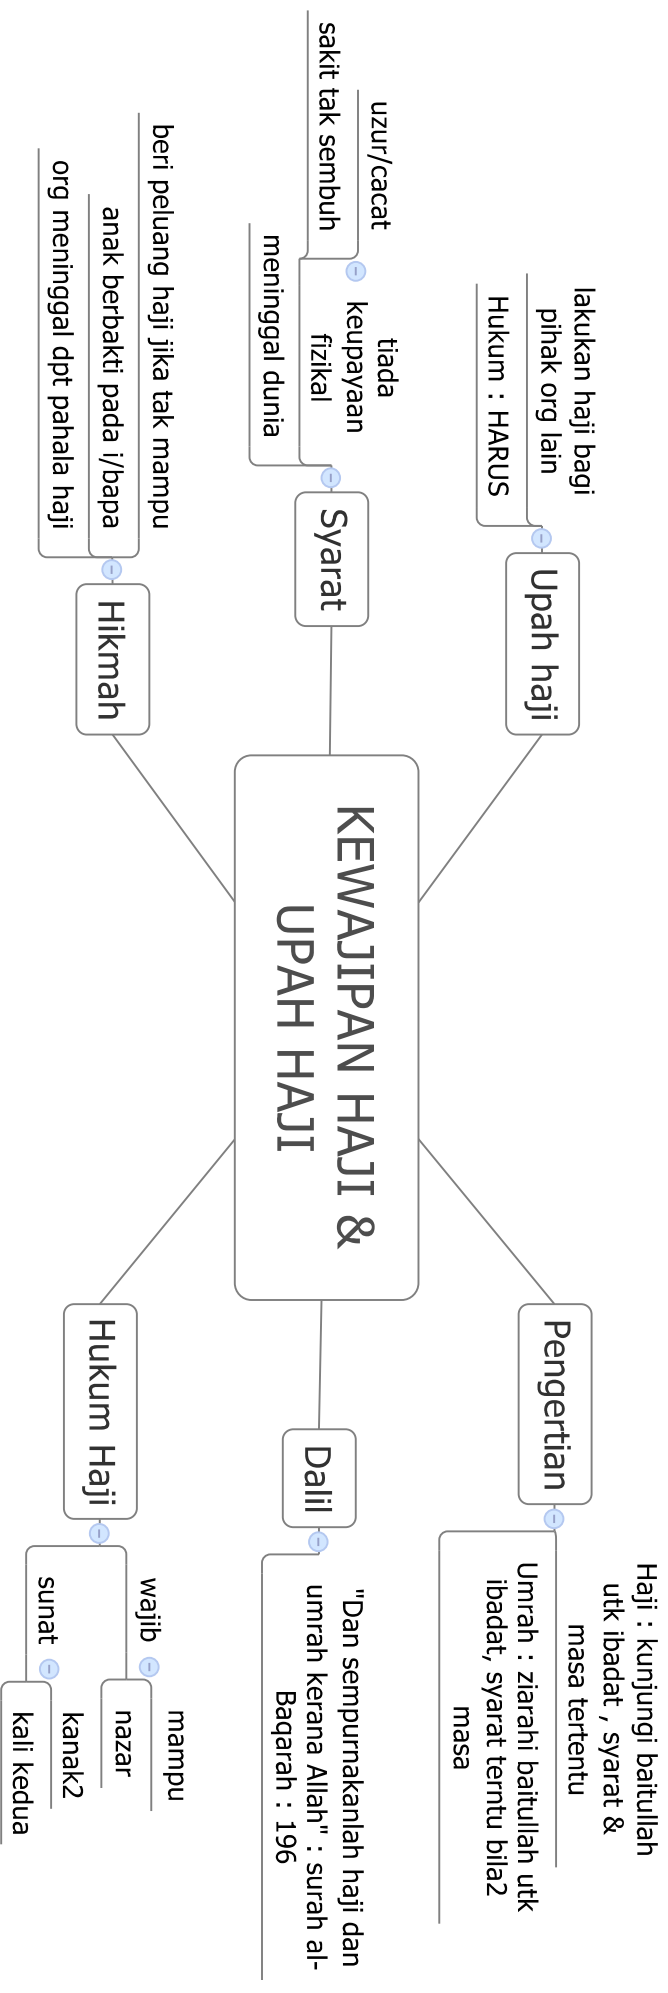 KEWAJIPAN HAJI &
UPAH HAJI
Pengertian
Haji : kunjungi baitullah
utk ibadat , syarat &
masa tertentu
Umrah : ziarahi baitullah utk
ibadat, syarat terntu bila2
masa
Dalil
"Dan sempurnakanlah haji dan
umrah kerana Allah" : surah al-
Baqarah : 196
Hukum Haji
wajib
mampu
nazar
sunat
kanak2
kali kedua
Upah haji
lakukan haji bagi
pihak org lain
Hukum : HARUS
Syarat
tiada
keupayaan
fizikal
uzur/cacat
sakit tak sembuh
meninggal dunia
Hikmah
beri peluang haji jika tak mampu
anak berbakti pada i/bapa
org meninggal dpt pahala haji